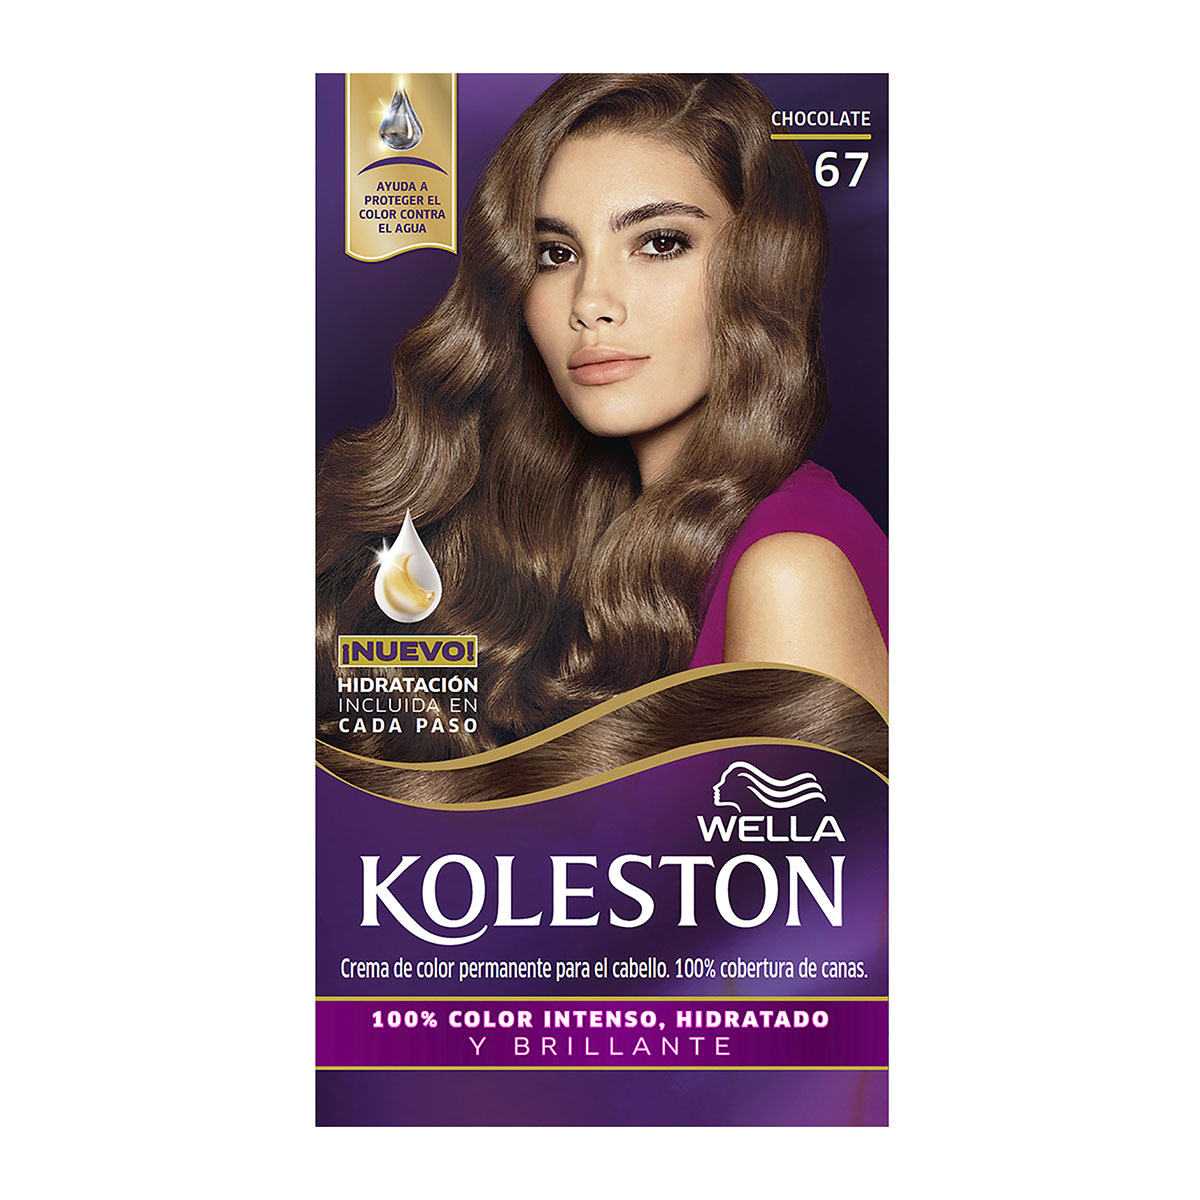 AYUDA A
PROTEGER EL
COLOR CONTRA
EL AGUA
CHOCOLATE
67
¡NUEVO!
HIDRATACIÓN
INCLUIDA EN
CADA PASO
WELLA
KOLESTON
Crema de color permanente para el cabello. 100% cobertura de canas.
100% COLOR INTENSO, HIDRATADO
Y BRILLANTE